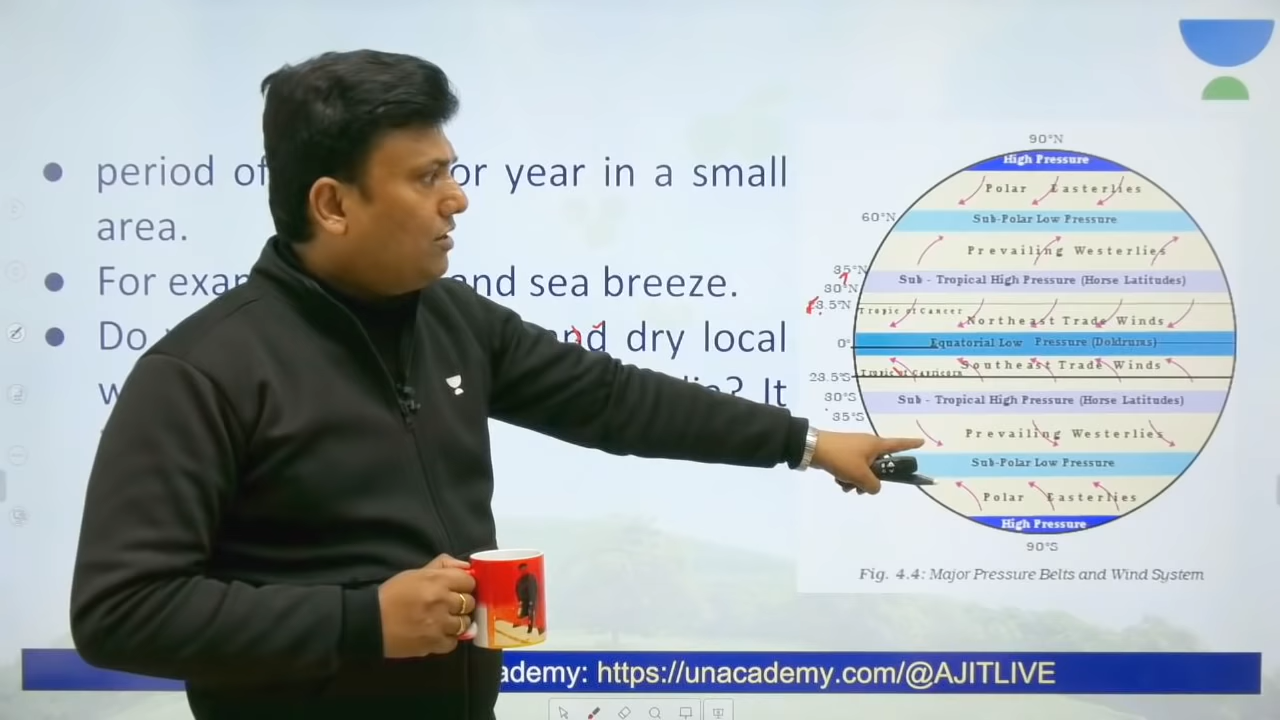 period of or year in a small
area.
For exam and sea breeze.
Do and dry local
It
90°N
High Pressure
Polar Easterlies
60°N
Sub-Polar Low Pressure
Prevailing Westerlies
35°N
Sub - Tropical High Pressure (Horse Latitudes)
30°N
23.5°N
Tropic of Cancer
Northeast Trade Winds
0°
Equatorial Low Pressure (Doldrums)
Southeast Trade Winds
23.5°S
Tropic of Capricorn
30°S
Sub - Tropical High Pressure (Horse Latitudes)
35°S
Prevailing Westerlies
Sub-Polar Low Pressure
Polar Easterlies
High Pressure
90°S
Fig. 4.4: Major Pressure Belts and Wind System
ademy: https://unacademy.com/@AJITLIVE